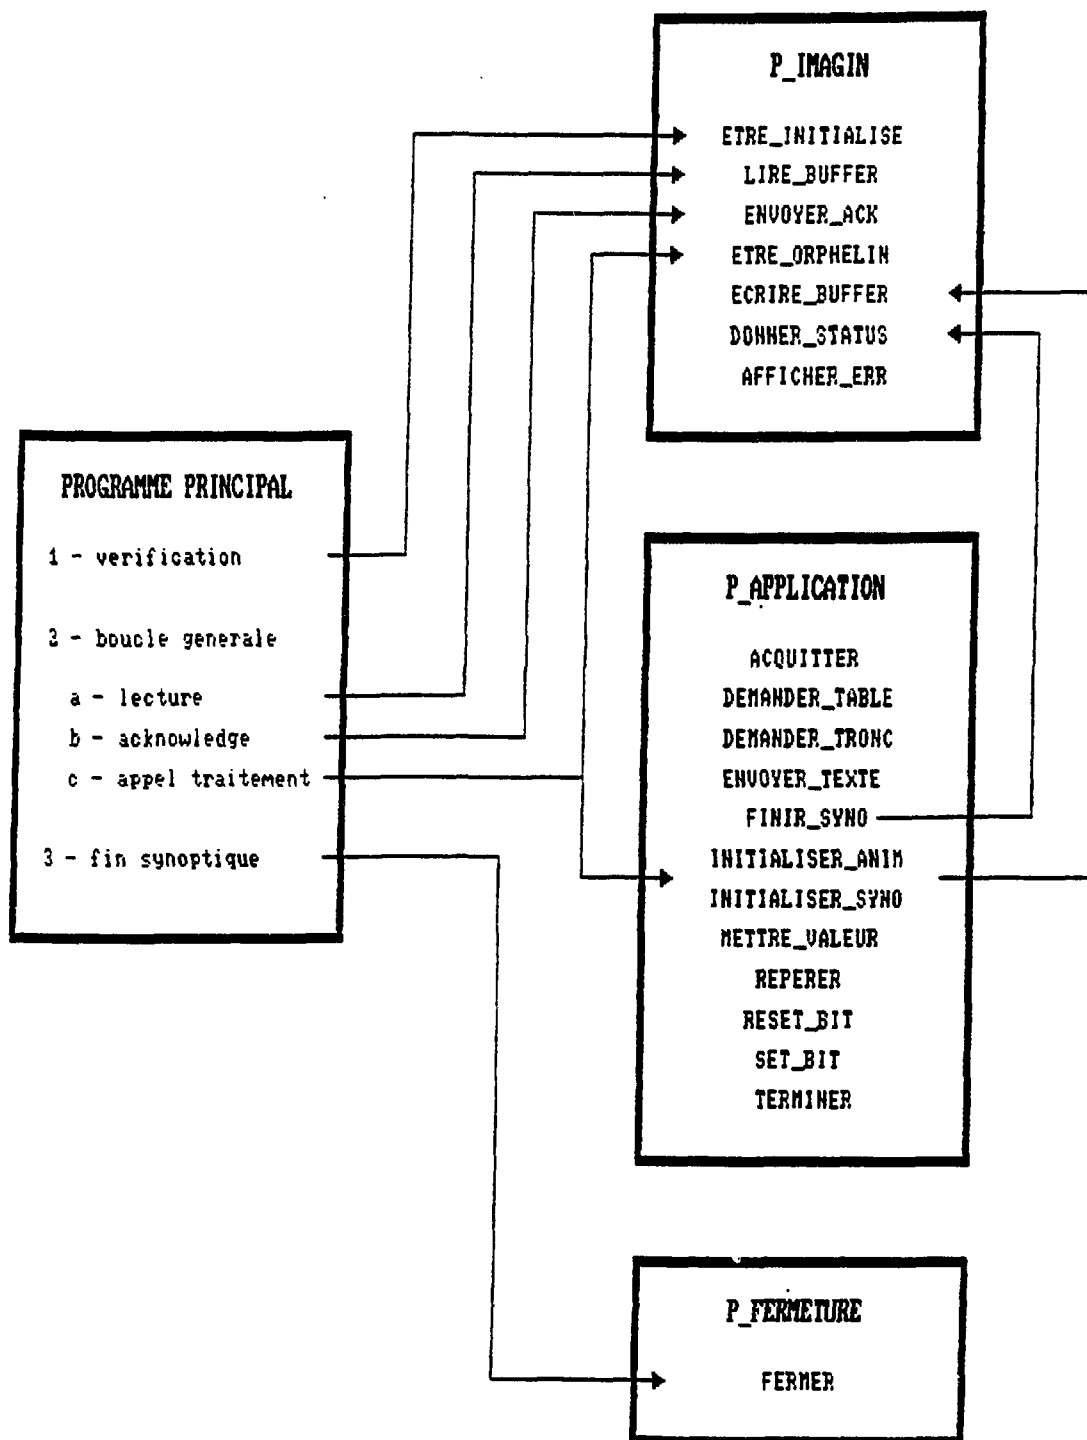 P_IMAGIN
ETRE_INITIALISE
LIRE_BUFFER
ENVOYER_ACK
ETRE_ORPHELIN
ECRIRE_BUFFER
DONNER_STATUS
AFFICHER_ERR
PROGRAMME PRINCIPAL
1 - verification
2 - boucle generale
a - lecture
b - acknowledge
c - appel traitement
3 - fin synoptique
P_APPLICATION
ACQUITTER
DEMANDER_TABLE
DEMANDER_TRONC
ENVOYER_TEXTE
FINIR_SYNO
INITIALISER_ANIM
INITIALISER_SYNO
METTRE_VALEUR
REPERER
RESET_BIT
SET_BIT
TERMINER
P_FERMETURE
FERMER